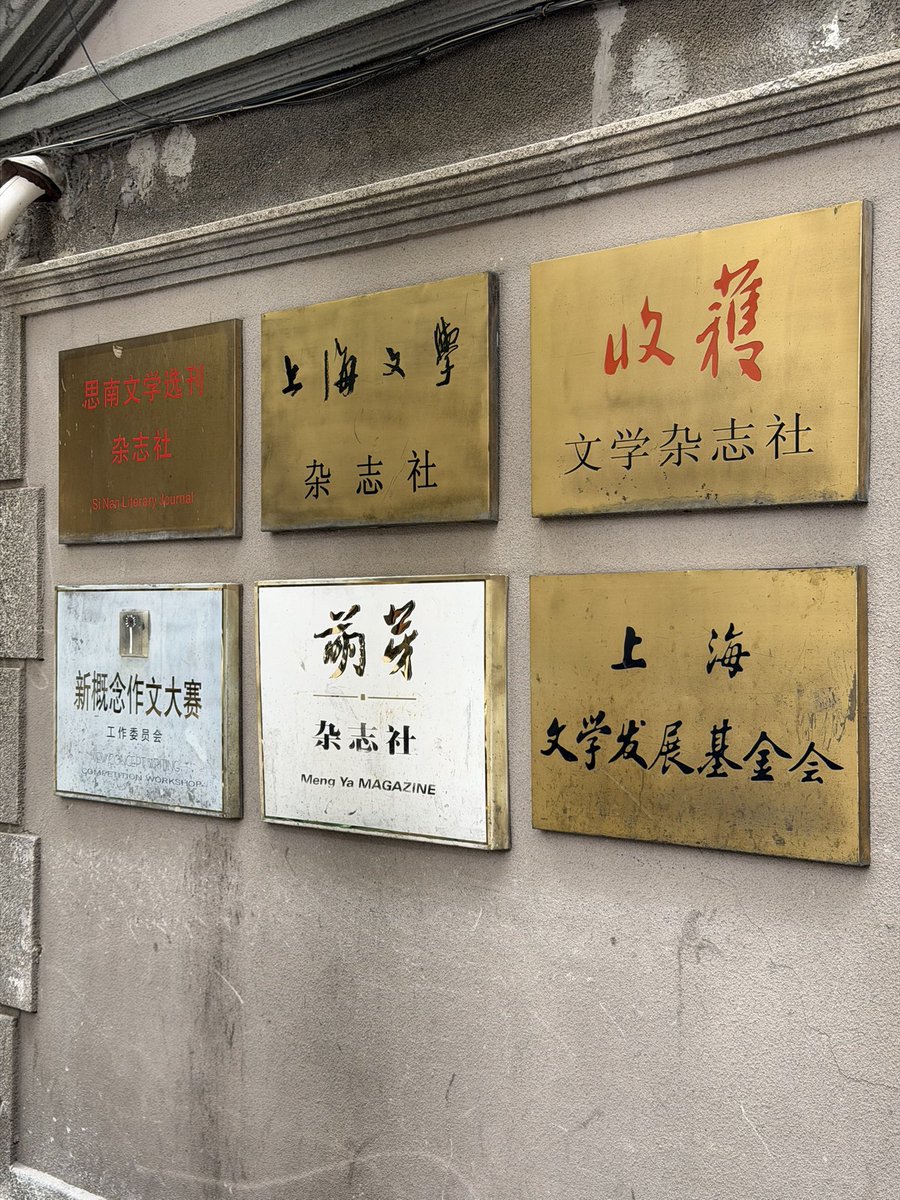 思南文学选刊
杂志社
Si Nan Literary Journal
上海文學
杂志社
收穫
文学杂志社
新概念作文大赛
工作委员会
NEW CONCEPT WRITING
COMPETITION WORKSHOP
萌芽
杂志社
Meng Ya MAGAZINE
上海
文学发展基金会